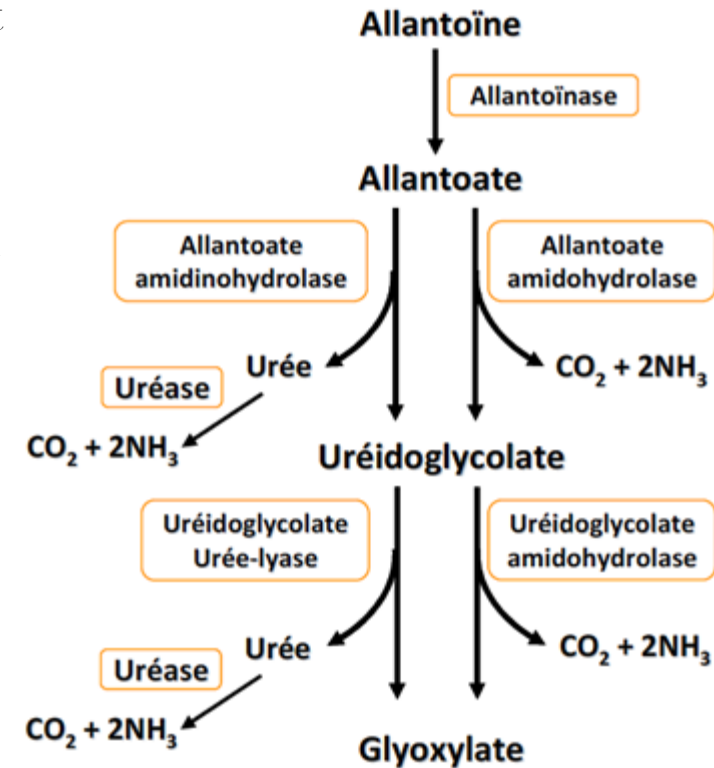 Allantoïne
Allantoïnase
Allantoate
Allantoate
amidinohydrolase
Allantoate
amidohydrolase
Urée
CO₂ + 2NH₃
Uréase
CO₂ + 2NH₃
Uréidoglycolate
Uréidoglycolate
Urée-lyase
Uréidoglycolate
amidohydrolase
Urée
CO₂ + 2NH₃
Uréase
CO₂ + 2NH₃
Glyoxylate